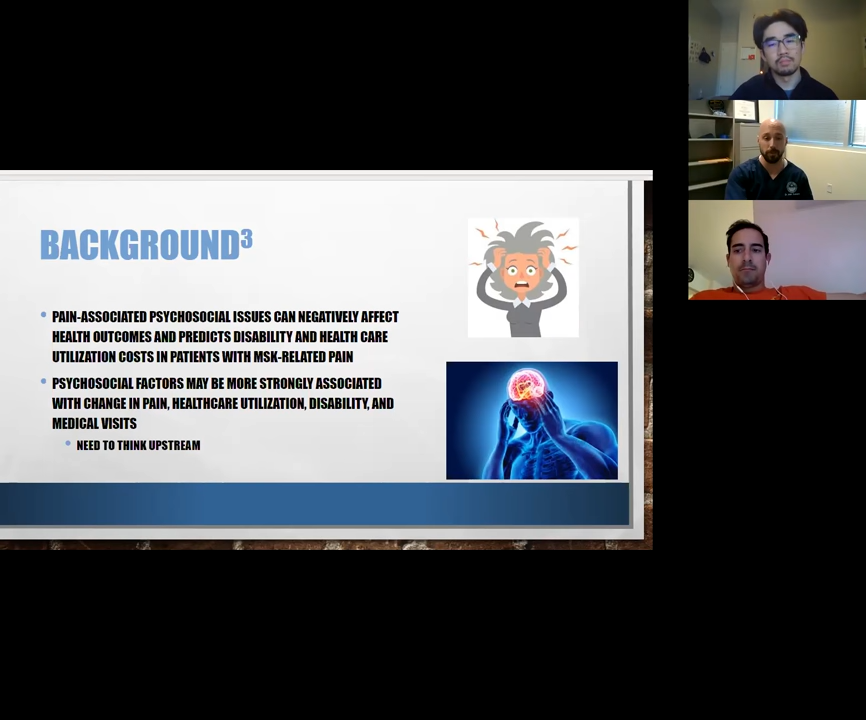 BACKGROUND³
• PAIN-ASSOCIATED PSYCHOSOCIAL ISSUES CAN NEGATIVELY AFFECT
HEALTH OUTCOMES AND PREDICTS DISABILITY AND HEALTH CARE
UTILIZATION COSTS IN PATIENTS WITH MSK-RELATED PAIN
• PSYCHOSOCIAL FACTORS MAY BE MORE STRONGLY ASSOCIATED
WITH CHANGE IN PAIN, HEALTHCARE UTILIZATION, DISABILITY, AND
MEDICAL VISITS
• NEED TO THINK UPSTREAM